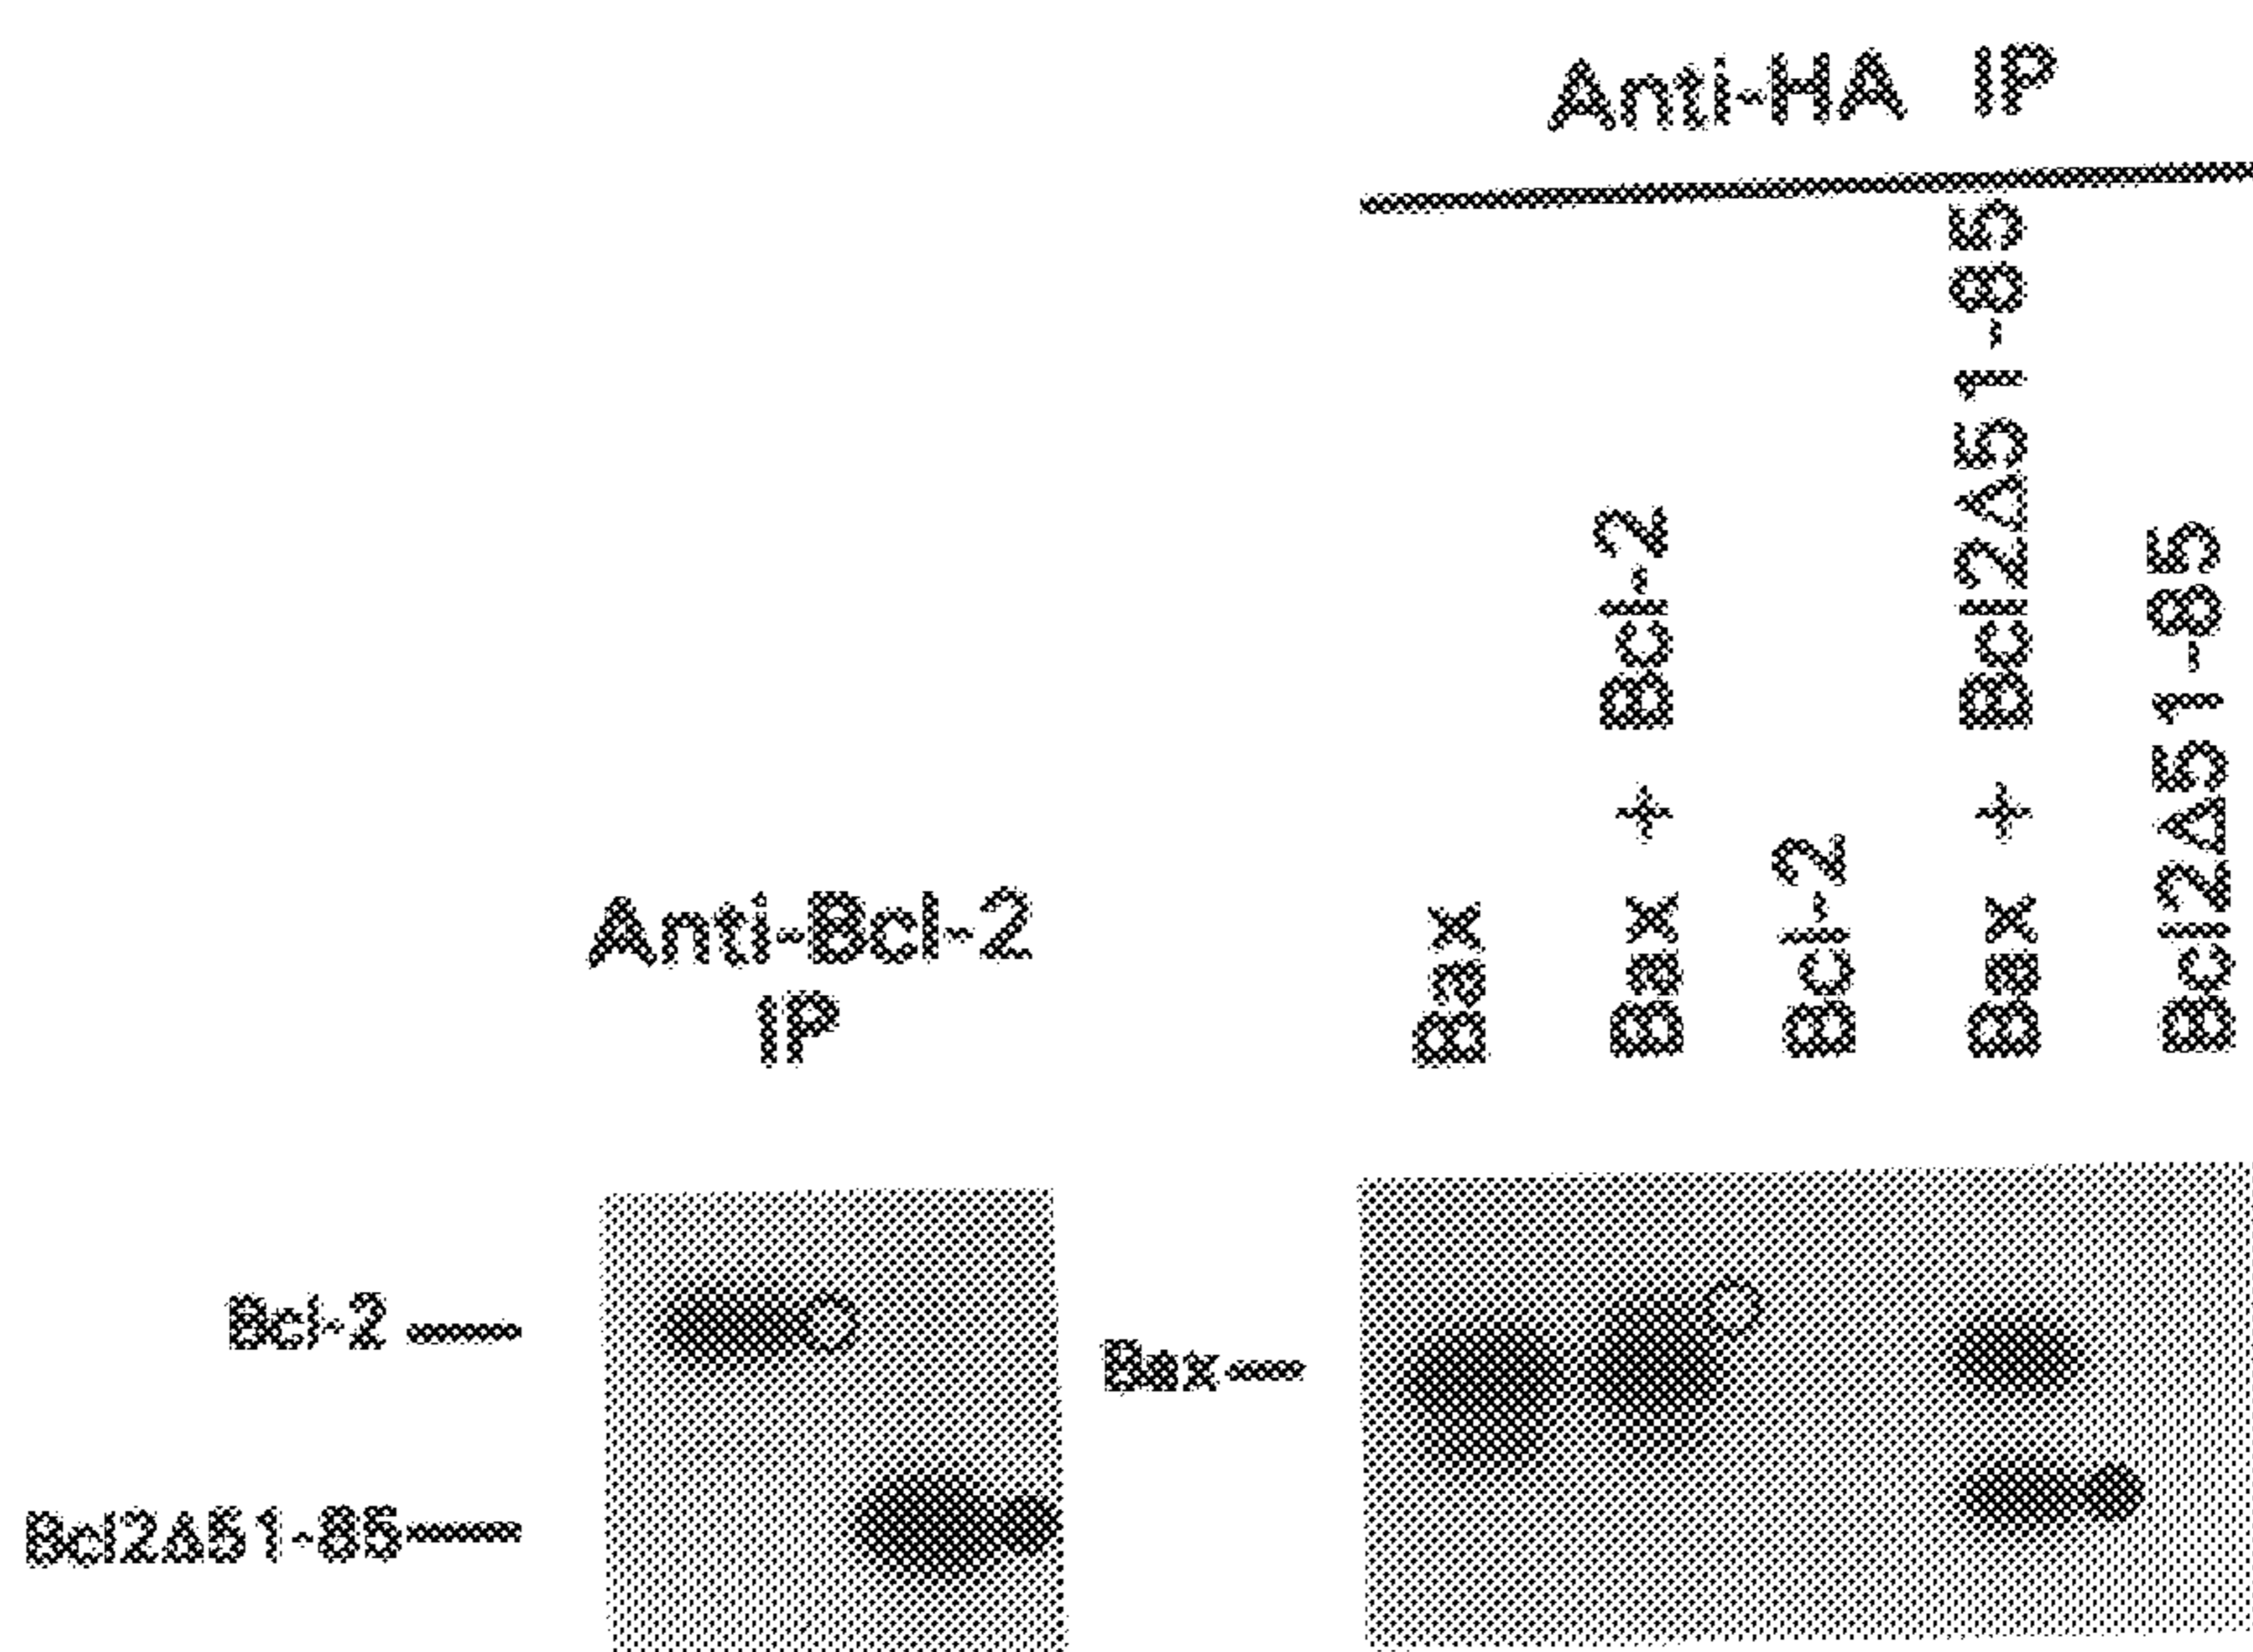 Anti-HA IP
Bax
Bax + Bcl-2
Bcl-2
Bax + Bcl2Δ51-85
Bcl2Δ51-85
Anti-Bcl-2
IP
Bcl-2
Bcl2Δ51-85
Bax